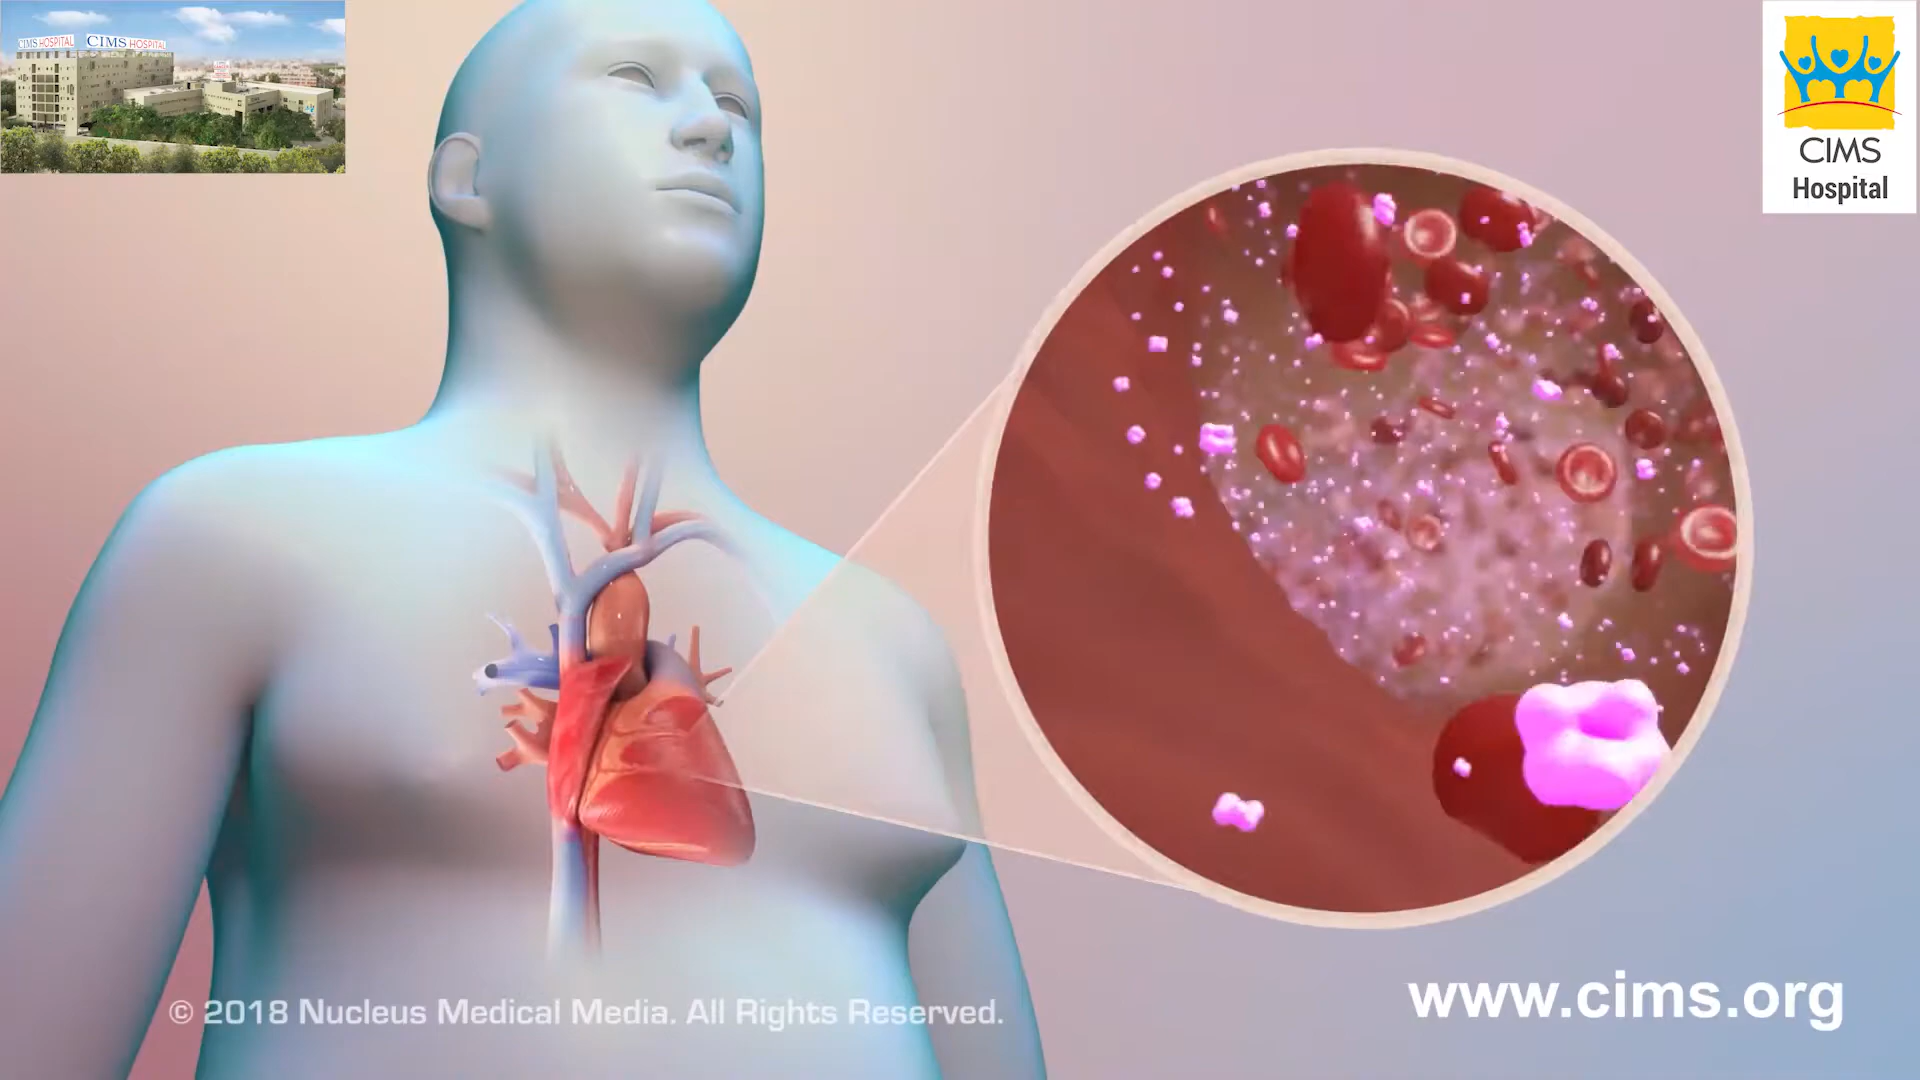 CIMS HOSPITAL CIMS HOSPITAL
CIMS
Hospital
© 2018 Nucleus Medical Media. All Rights Reserved.
www.cims.org